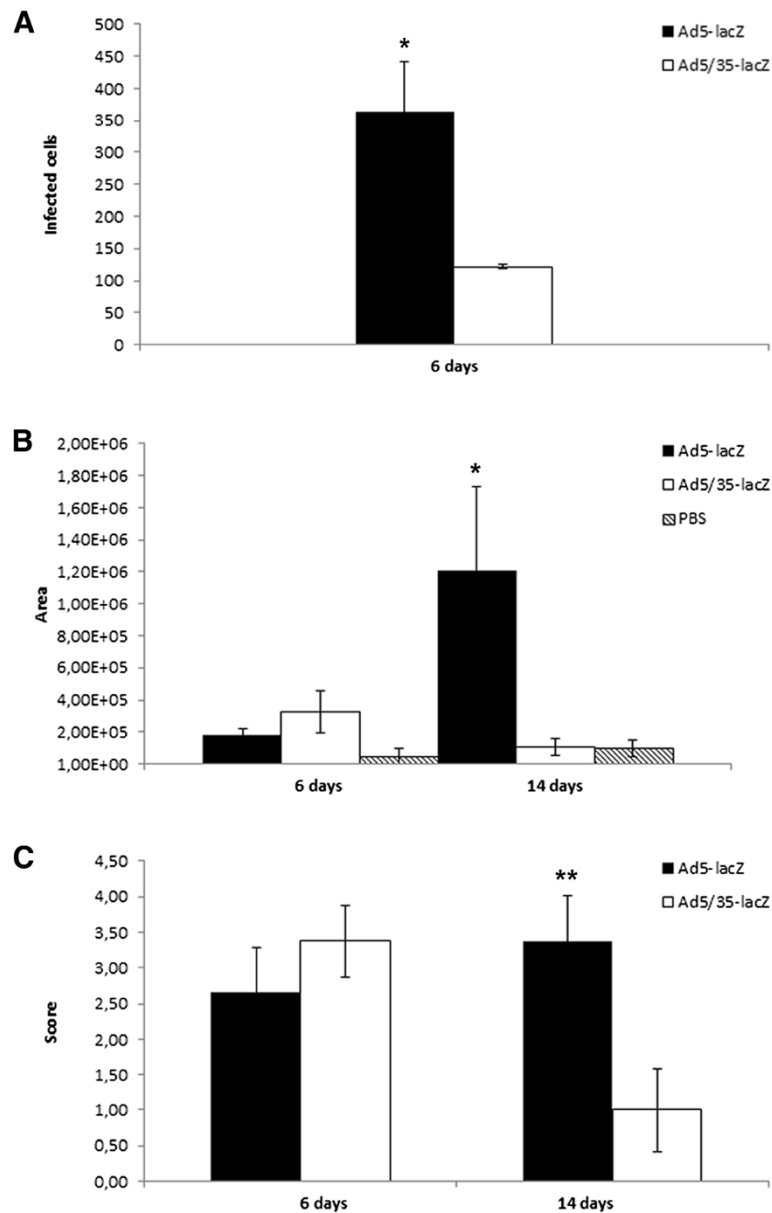 A
500
450
400
350
300
250
200
150
100
50
0
Infected cells
*
Ad5-lacZ
Ad5/35-lacZ
6 days
B
2,00E+06
1,80E+06
1,60E+06
1,40E+06
1,20E+06
1,00E+06
8,00E+05
6,00E+05
4,00E+05
2,00E+05
1,00E+00
Area
*
Ad5-lacZ
Ad5/35-lacZ
PBS
6 days
14 days
C
4,50
4,00
3,50
3,00
2,50
2,00
1,50
1,00
0,50
0,00
Score
**
Ad5-lacZ
Ad5/35-lacZ
6 days
14 days